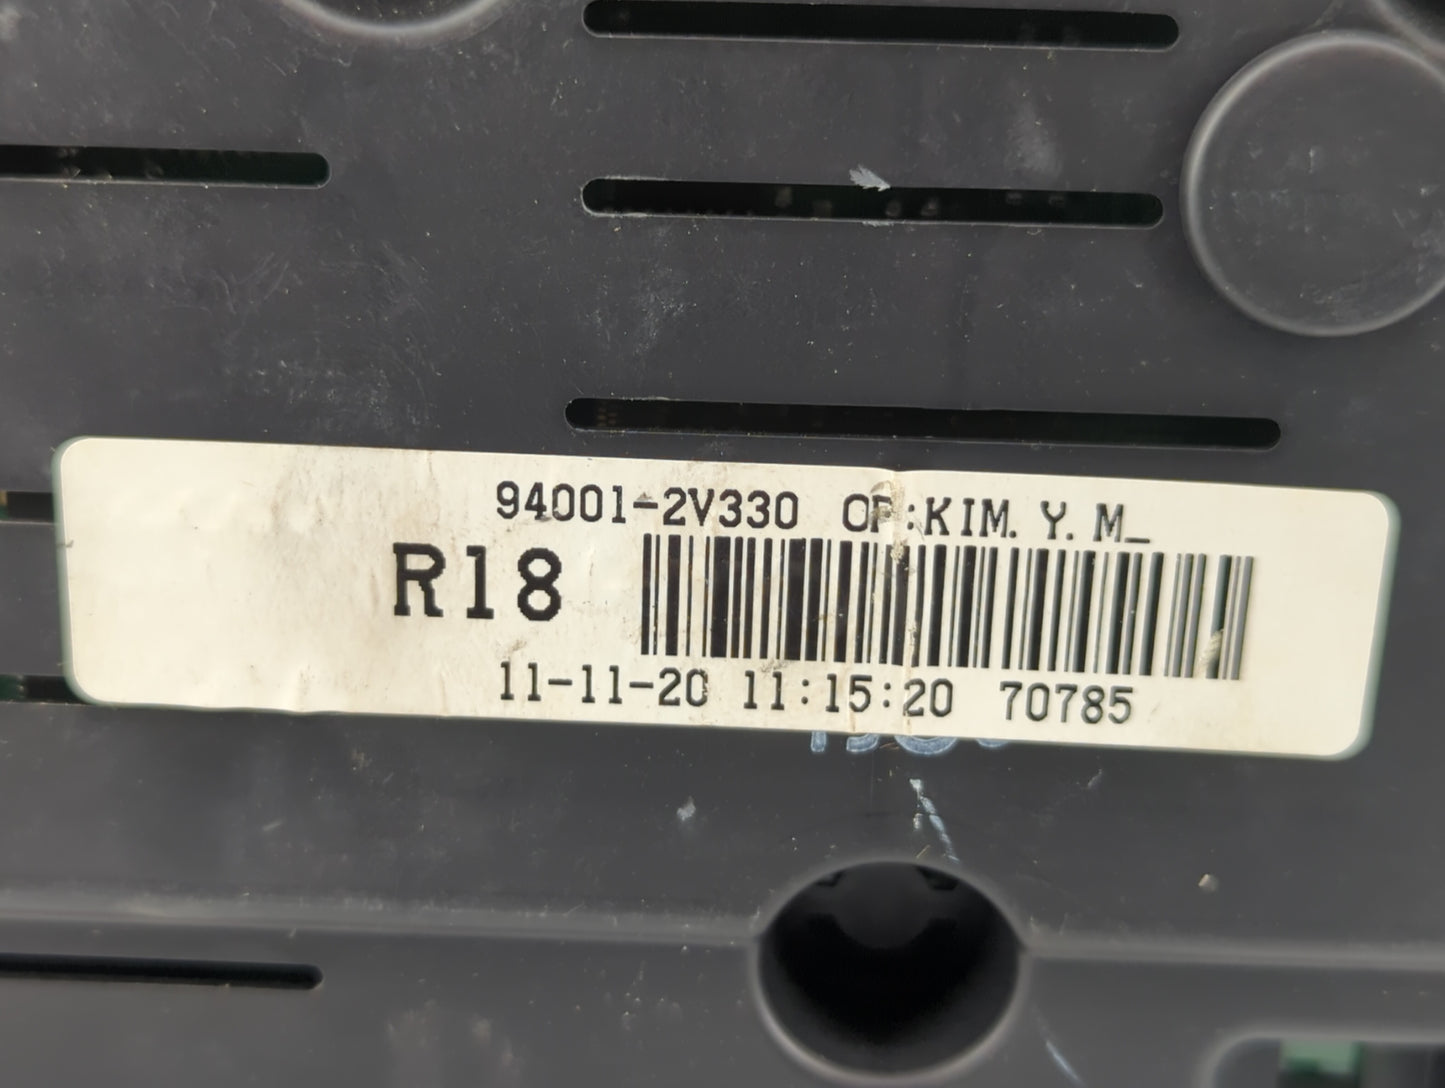 94001-2V330 OP:KIM. Y. M_
R18
11-11-20 11:15:20 70785